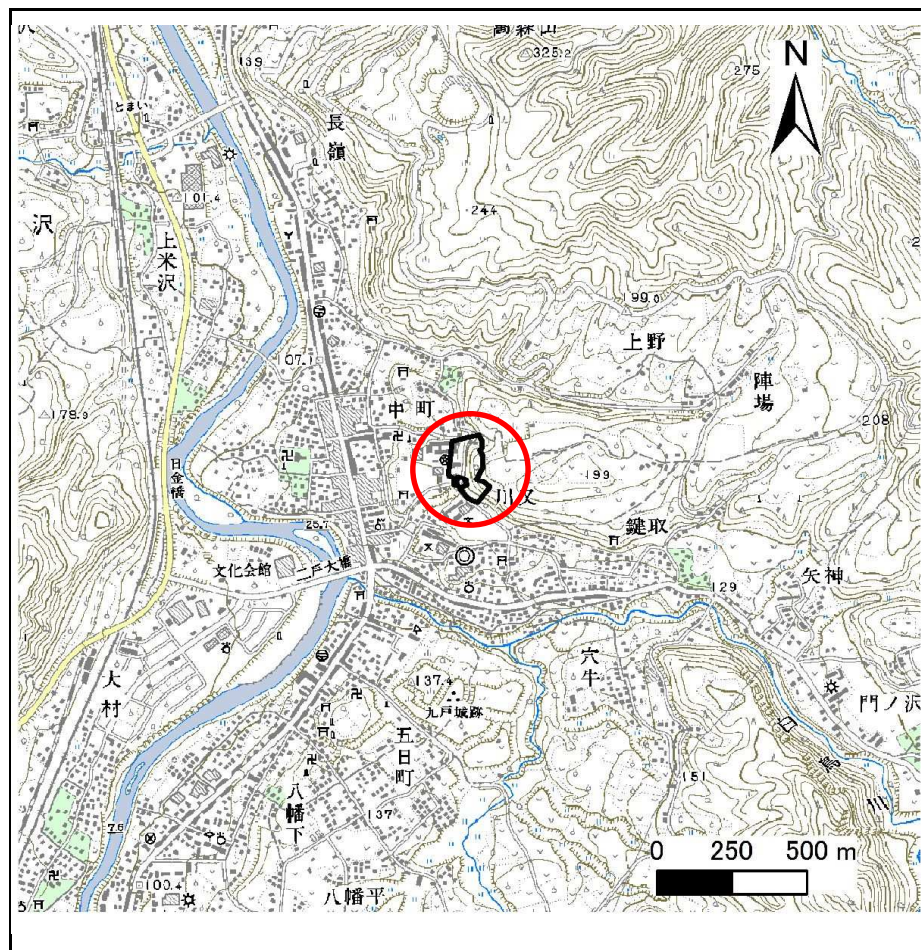 高森山
325.2
139
275
N
とまい
長嶺
101.4
沢
244
上米沢
199.0
上野
107.1
陣場
中町
178.9
208
199
川又
日金橋
鍵取
25.7
文化会館
二戸大橋
129
矢神
穴牛
大村
137.4
九戸城跡
門ノ沢
五日町
白鳥川
151
八幡下
137
7.6
0 250 500 m
100.4
八幡平